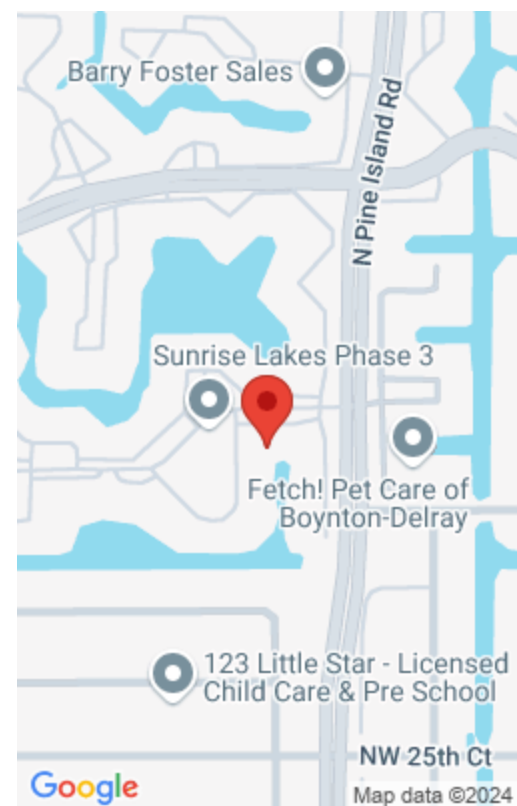 Barry Foster Sales
N Pine Island Rd
Sunrise Lakes Phase 3
Fetch! Pet Care of
Boynton-Delray
123 Little Star - Licensed
Child Care & Pre School
NW 25th Ct
Google
Map data ©2024